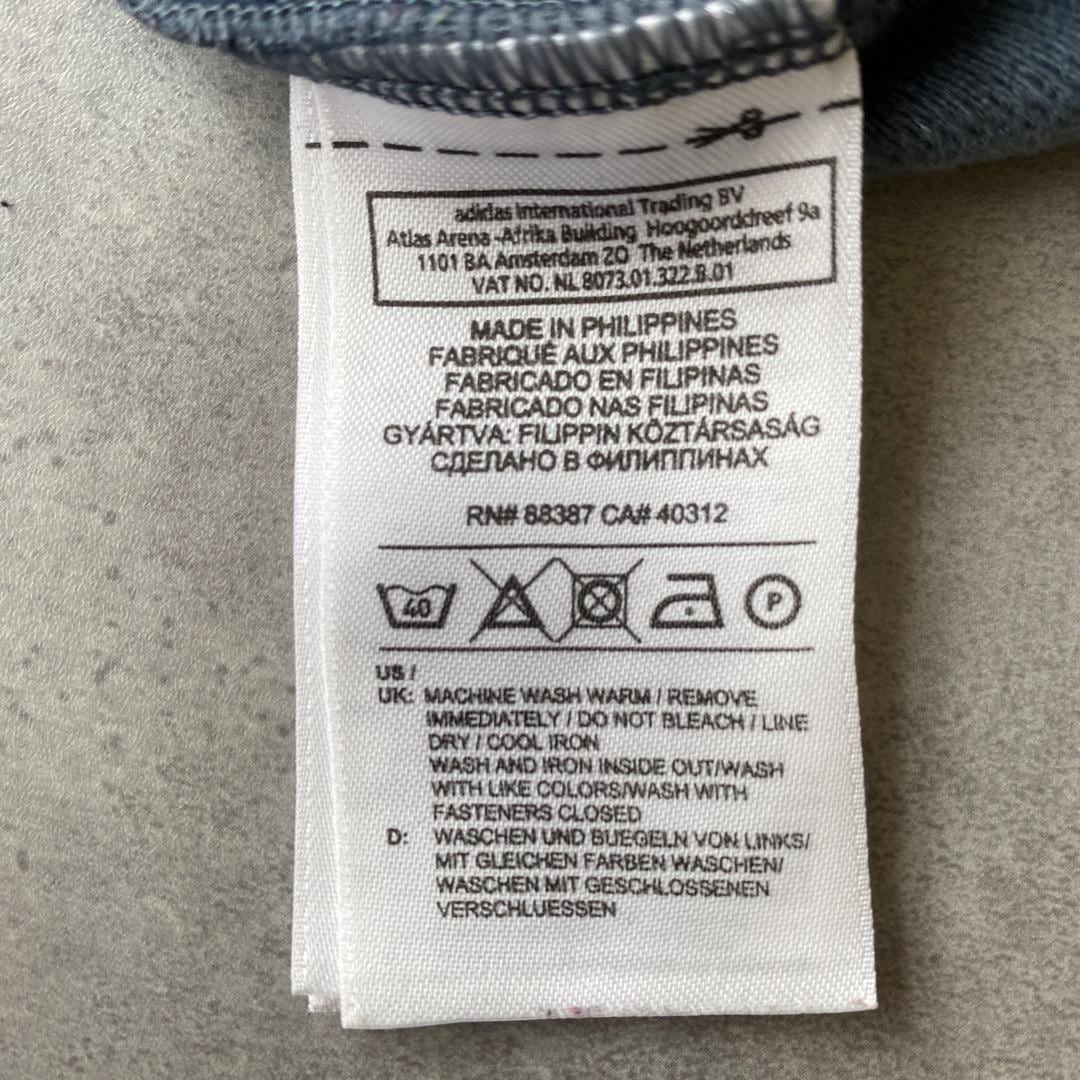 adidas International Trading BV
Atlas Arena -Afrika Building Hoogoorddreef 9a
1101 BA Amsterdam ZO The Netherlands
VAT NO. NL 8073.01.322.B.01
MADE IN PHILIPPINES
FABRIQUÉ AUX PHILIPPINES
FABRICADO EN FILIPINAS
FABRICADO NAS FILIPINAS
GYÁRTVA: FILIPPIN KÖZTÁRSASÁG
СДЕЛАНО В ФИЛИППИНАХ
RN# 88387 CA# 40312
40 P
US /
UK: MACHINE WASH WARM / REMOVE
IMMEDIATELY / DO NOT BLEACH / LINE
DRY / COOL IRON
WASH AND IRON INSIDE OUT/WASH
WITH LIKE COLORS/WASH WITH
FASTENERS CLOSED
D: WASCHEN UND BUEGELN VON LINKS/
MIT GLEICHEN FARBEN WASCHEN/
WASCHEN MIT GESCHLOSSENEN
VERSCHLUESSEN